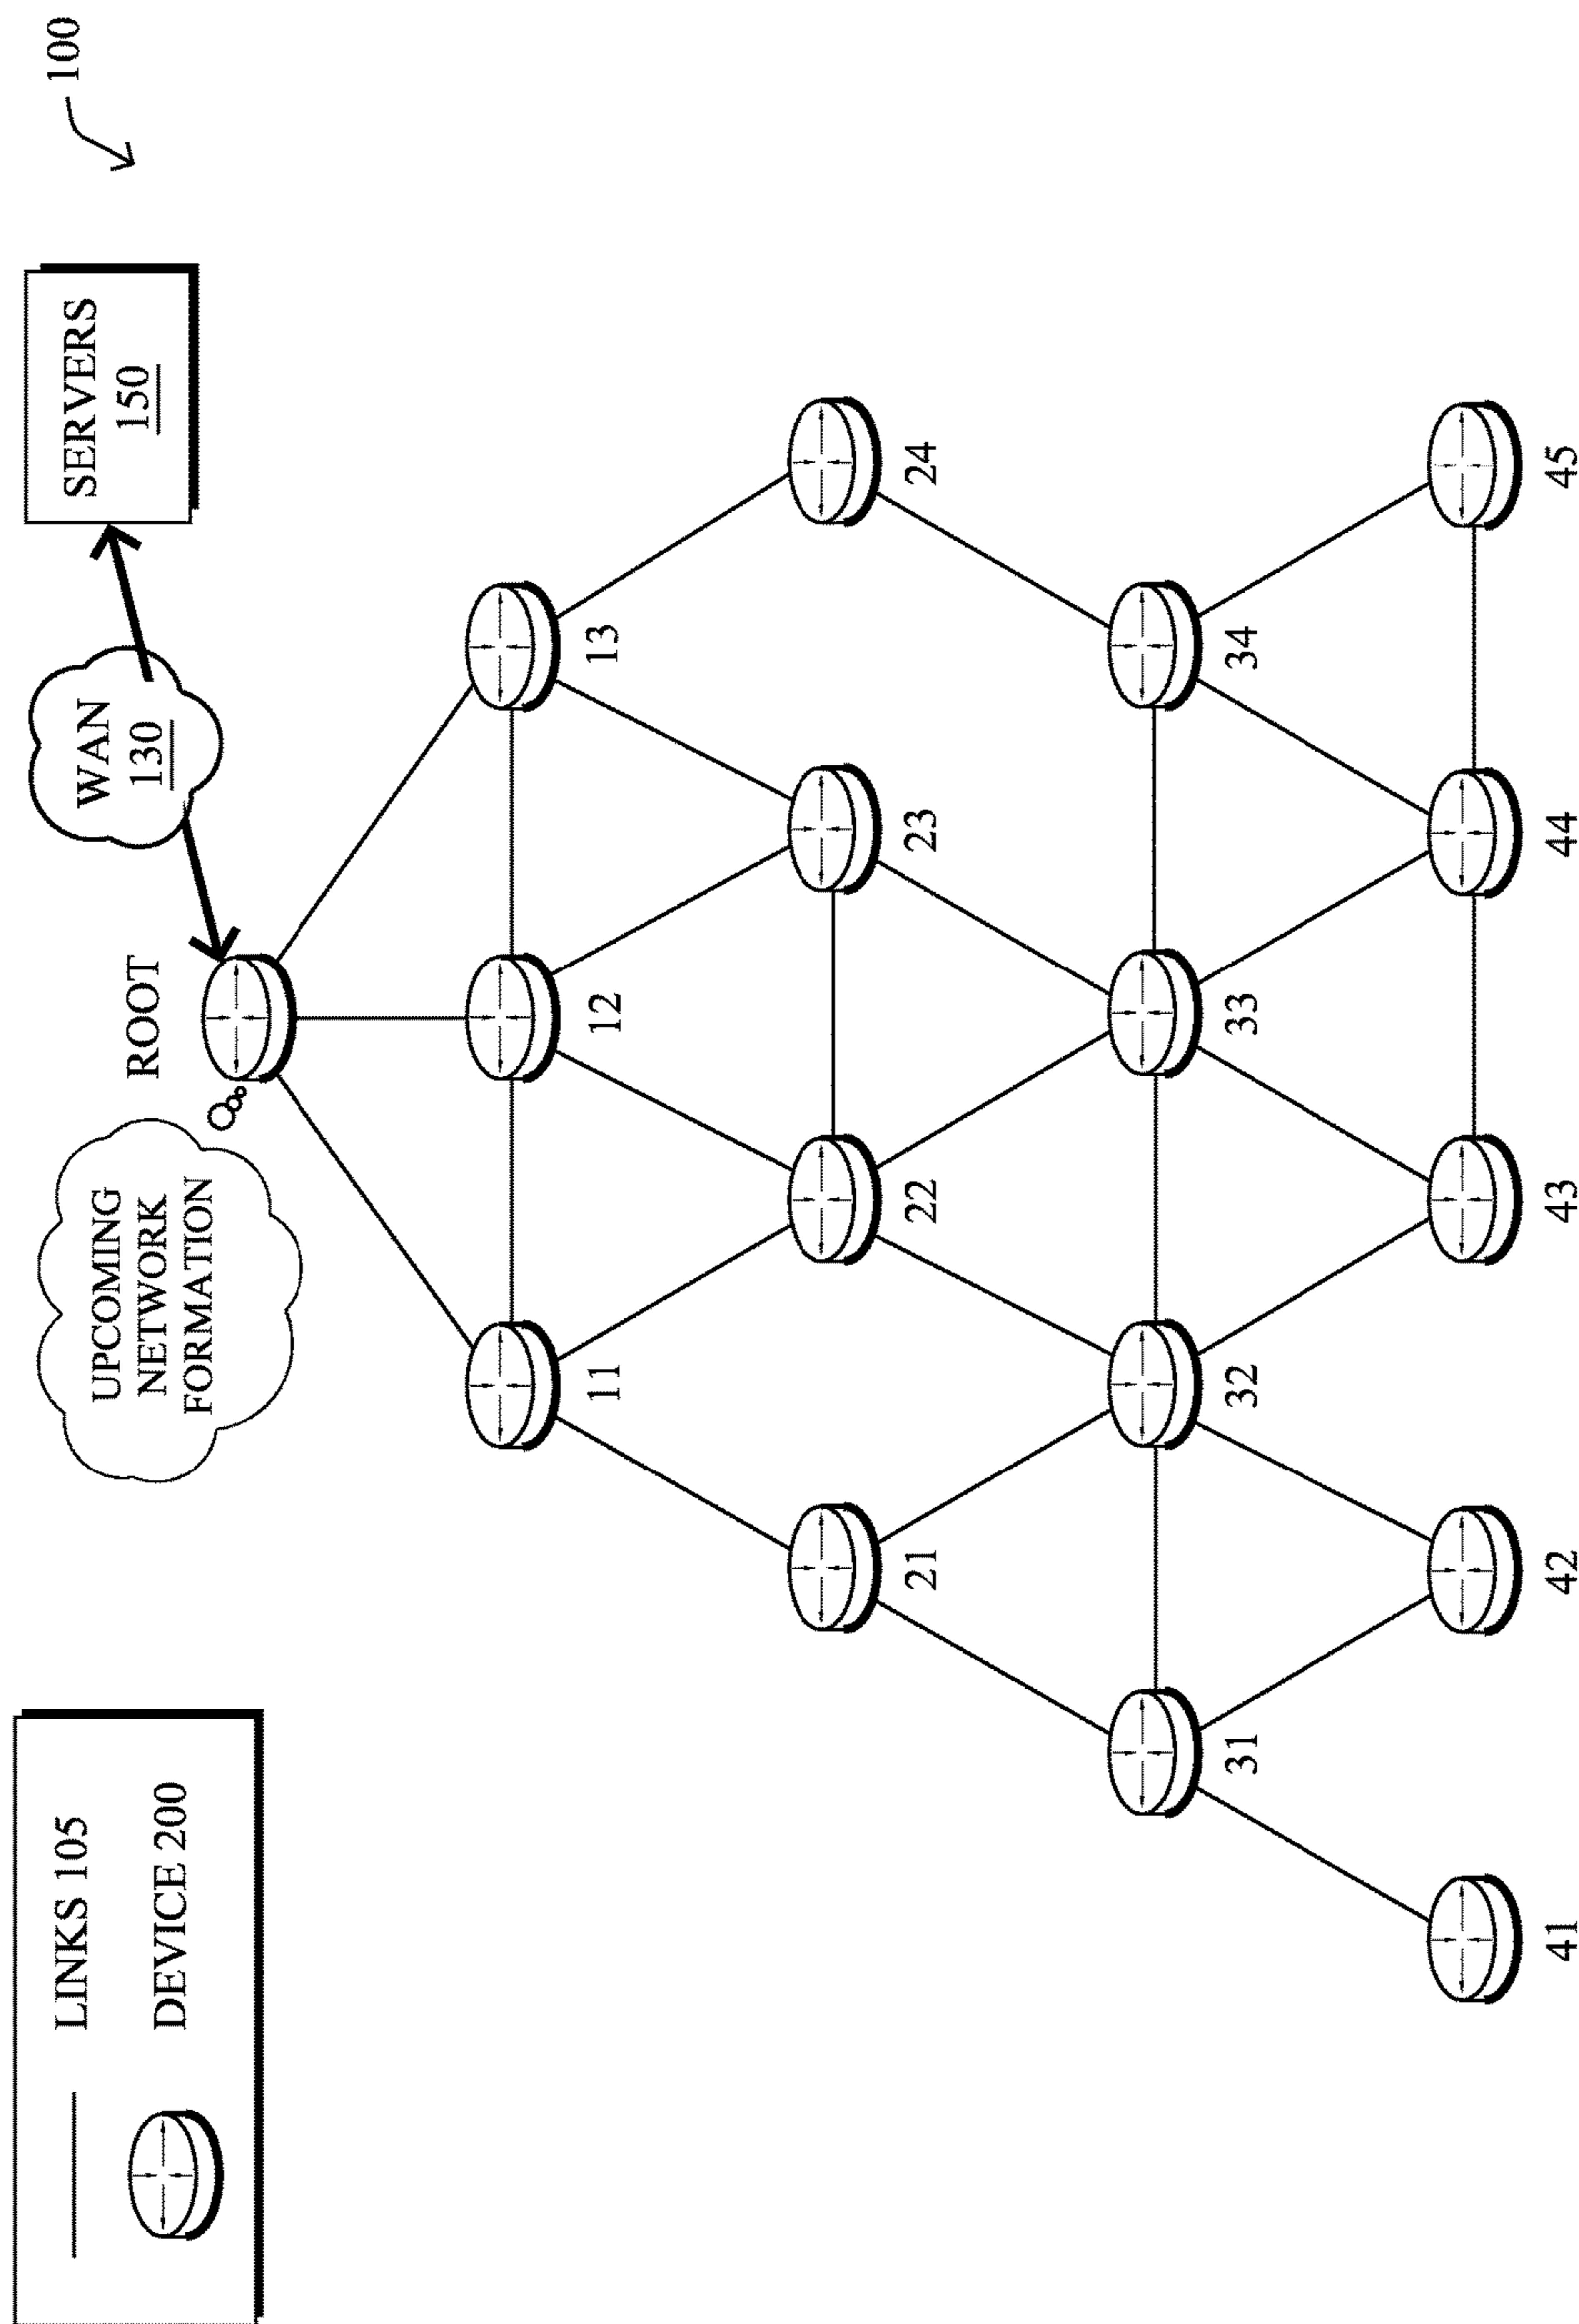 LINKS 105
DEVICE 200
UPCOMING
NETWORK
FORMATION
ROOT
WAN
130
SERVERS
150
100
11
12
13
21
22
23
24
31
32
33
34
41
42
43
44
45